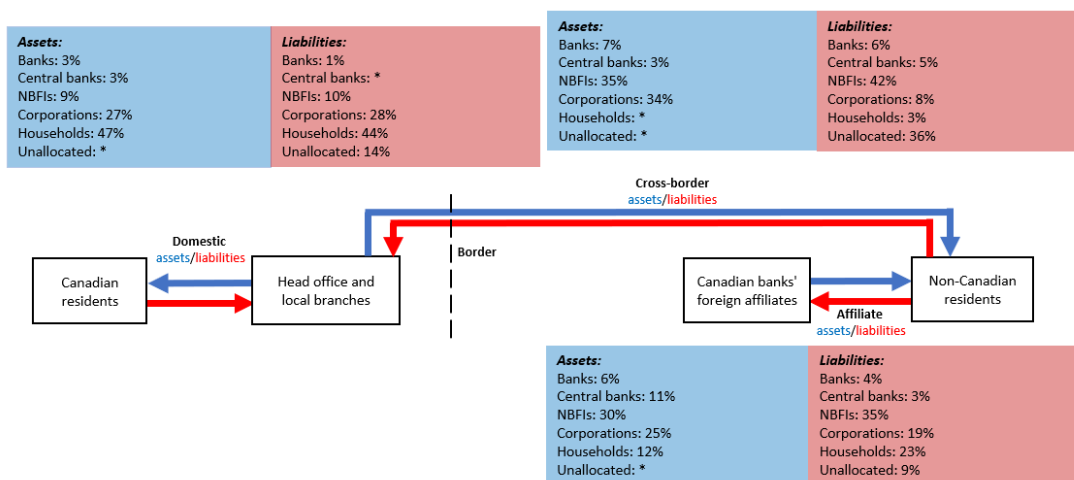 Assets:
Banks: 3%
Central banks: 3%
NBFIs: 9%
Corporations: 27%
Households: 47%
Unallocated: *
Liabilities:
Banks: 1%
Central banks: *
NBFIs: 10%
Corporations: 28%
Households: 44%
Unallocated: 14%
Assets:
Banks: 7%
Central banks: 3%
NBFIs: 35%
Corporations: 34%
Households: *
Unallocated: *
Liabilities:
Banks: 6%
Central banks: 5%
NBFIs: 42%
Corporations: 8%
Households: 3%
Unallocated: 36%
Cross-border
assets/liabilities
Domestic
assets/liabilities
Border
Canadian
residents
Head office and
local branches
Canadian banks'
foreign affiliates
Non-Canadian
residents
Affiliate
assets/liabilities
Assets:
Banks: 6%
Central banks: 11%
NBFIs: 30%
Corporations: 25%
Households: 12%
Unallocated: *
Liabilities:
Banks: 4%
Central banks: 3%
NBFIs: 35%
Corporations: 19%
Households: 23%
Unallocated: 9%